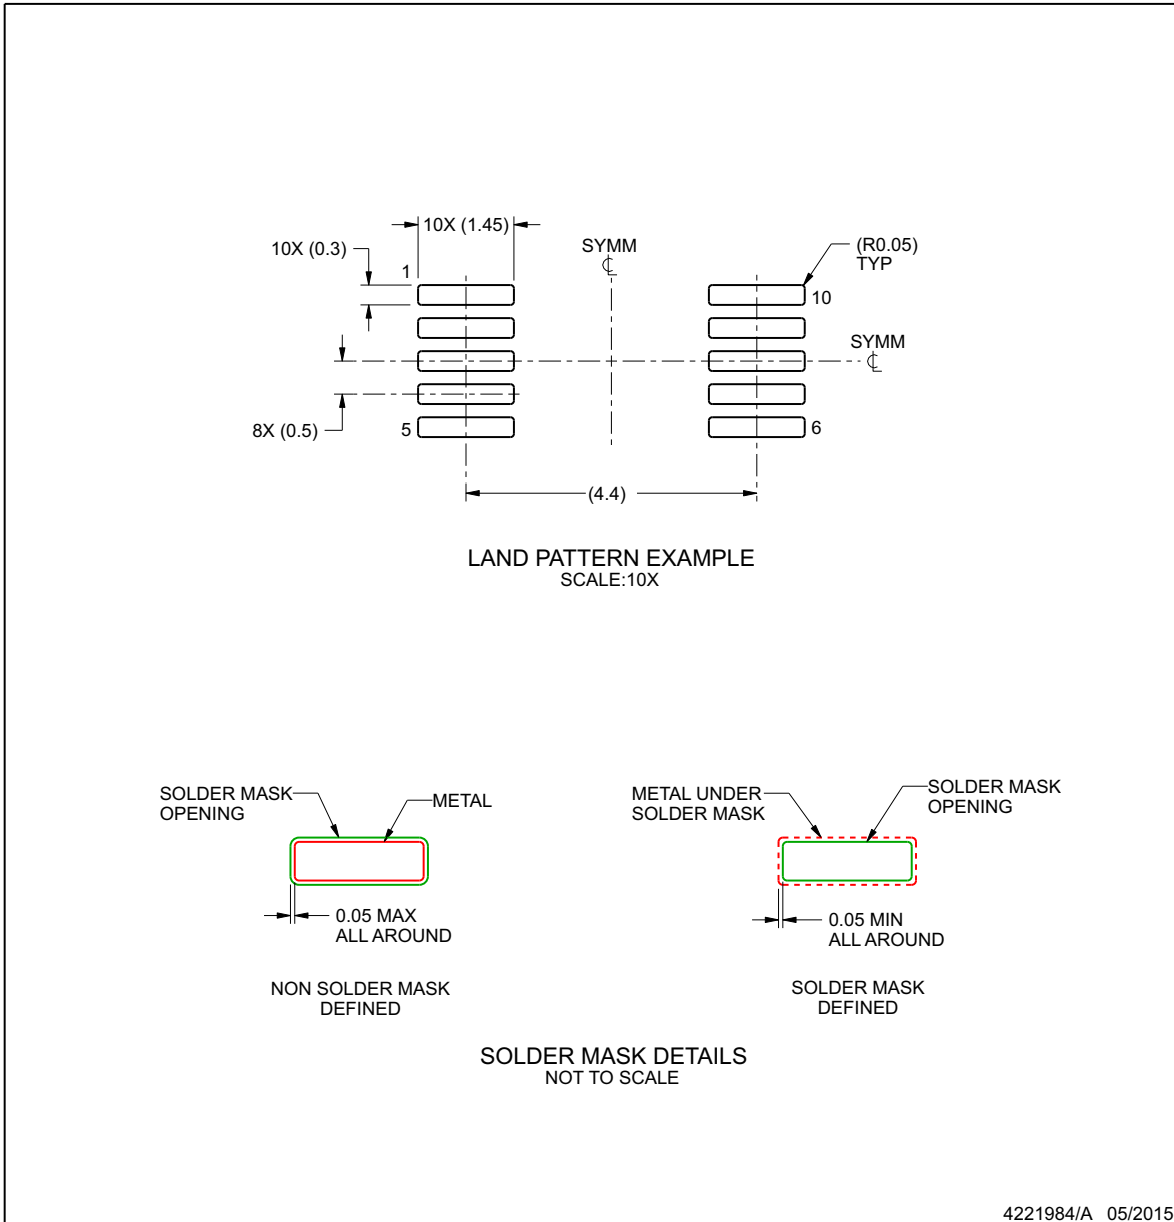 10X (1.45)
10X (0.3)
SYMM
(R0.05)
TYP
1
10
SYMM
8X (0.5)
5
6
(4.4)
LAND PATTERN EXAMPLE
SCALE:10X
SOLDER MASK
OPENING
METAL
METAL UNDER
SOLDER MASK
SOLDER MASK
OPENING
0.05 MAX
ALL AROUND
0.05 MIN
ALL AROUND
NON SOLDER MASK
DEFINED
SOLDER MASK
DEFINED
SOLDER MASK DETAILS
NOT TO SCALE
4221984/A 05/2015